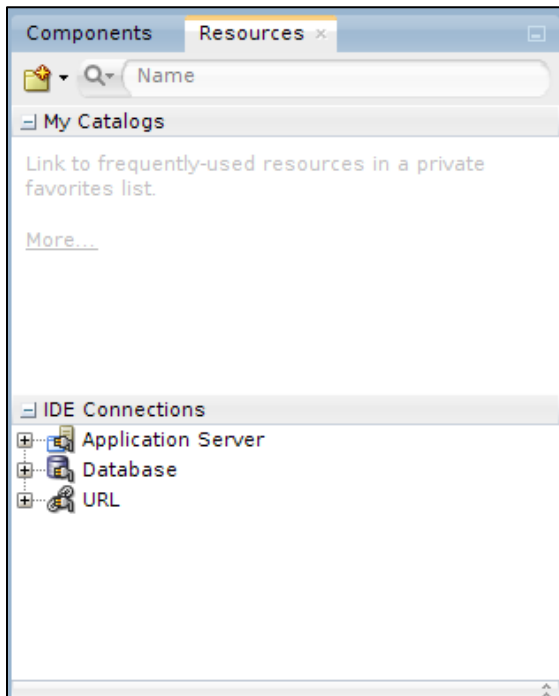 Components Resources
Name
My Catalogs
Link to frequently-used resources in a private
favorites list.
More...
IDE Connections
Application Server
Database
URL